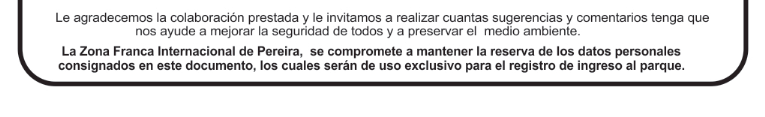 Le agradecemos la colaboración prestada y le invitamos a realizar cuantas sugerencias y comentarios tenga que
nos ayude a mejorar la seguridad de todos y a preservar el medio ambiente.
La Zona Franca Internacional de Pereira, se compromete a mantener la reserva de los datos personales
consignados en este documento, los cuales serán de uso exclusivo para el registro de ingreso al parque.